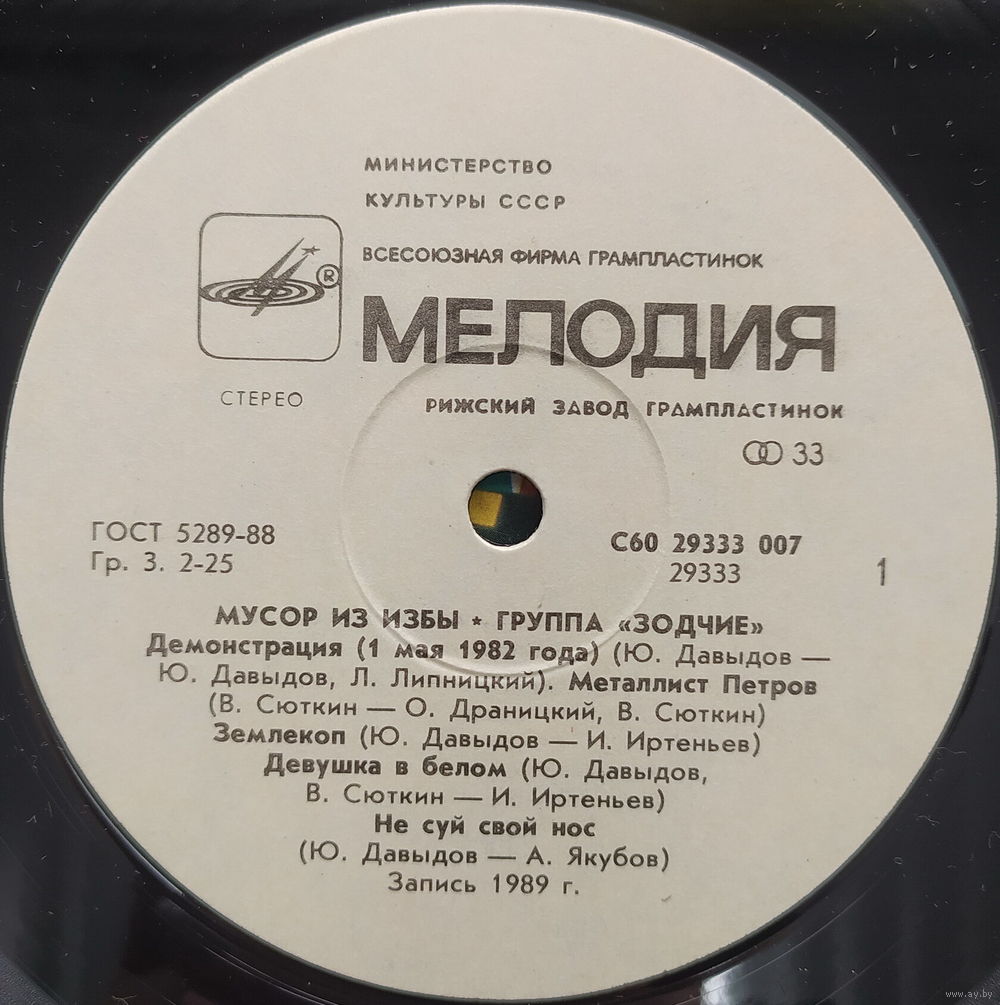 МИНИСТЕРСТВО
КУЛЬТУРЫ СССР
ВСЕСОЮЗНАЯ ФИРМА ГРАМПЛАСТИНОК
®
МЕЛОДИЯ
СТЕРЕО
РИЖСКИЙ ЗАВОД ГРАМПЛАСТИНОК
33
ГОСТ 5289-88
Гр. 3. 2-25
С60 29333 007
29333
1
МУСОР ИЗ ИЗБЫ ★ ГРУППА «ЗОДЧИЕ»
Демонстрация (1 мая 1982 года) (Ю. Давыдов —
Ю. Давыдов, Л. Липницкий). Металлист Петров
(В. Сюткин — О. Драницкий, В. Сюткин)
Землекоп (Ю. Давыдов — И. Иртеньев)
Девушка в белом (Ю. Давыдов,
В. Сюткин — И. Иртеньев)
Не суй свой нос
(Ю. Давыдов — А. Якубов)
Запись 1989 г.
www.ay.by